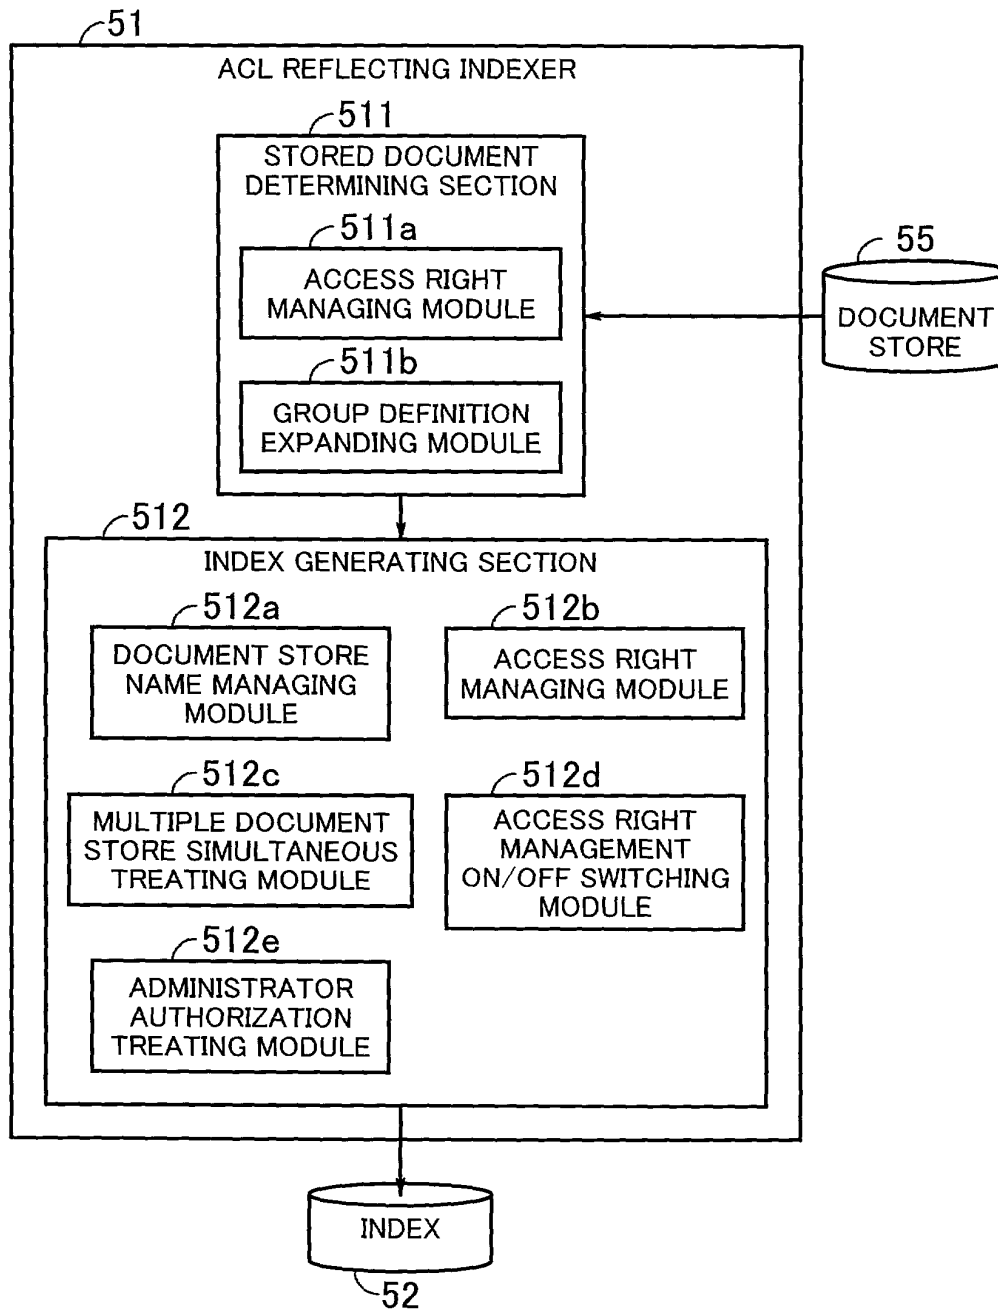 51
ACL REFLECTING INDEXER
511
STORED DOCUMENT
DETERMINING SECTION
511a
ACCESS RIGHT
MANAGING MODULE
511b
GROUP DEFINITION
EXPANDING MODULE
55
DOCUMENT
STORE
512
INDEX GENERATING SECTION
512a
DOCUMENT STORE
NAME MANAGING
MODULE
512b
ACCESS RIGHT
MANAGING MODULE
512c
MULTIPLE DOCUMENT
STORE SIMULTANEOUS
TREATING MODULE
512d
ACCESS RIGHT
MANAGEMENT
ON/OFF SWITCHING
MODULE
512e
ADMINISTRATOR
AUTHORIZATION
TREATING MODULE
INDEX
52